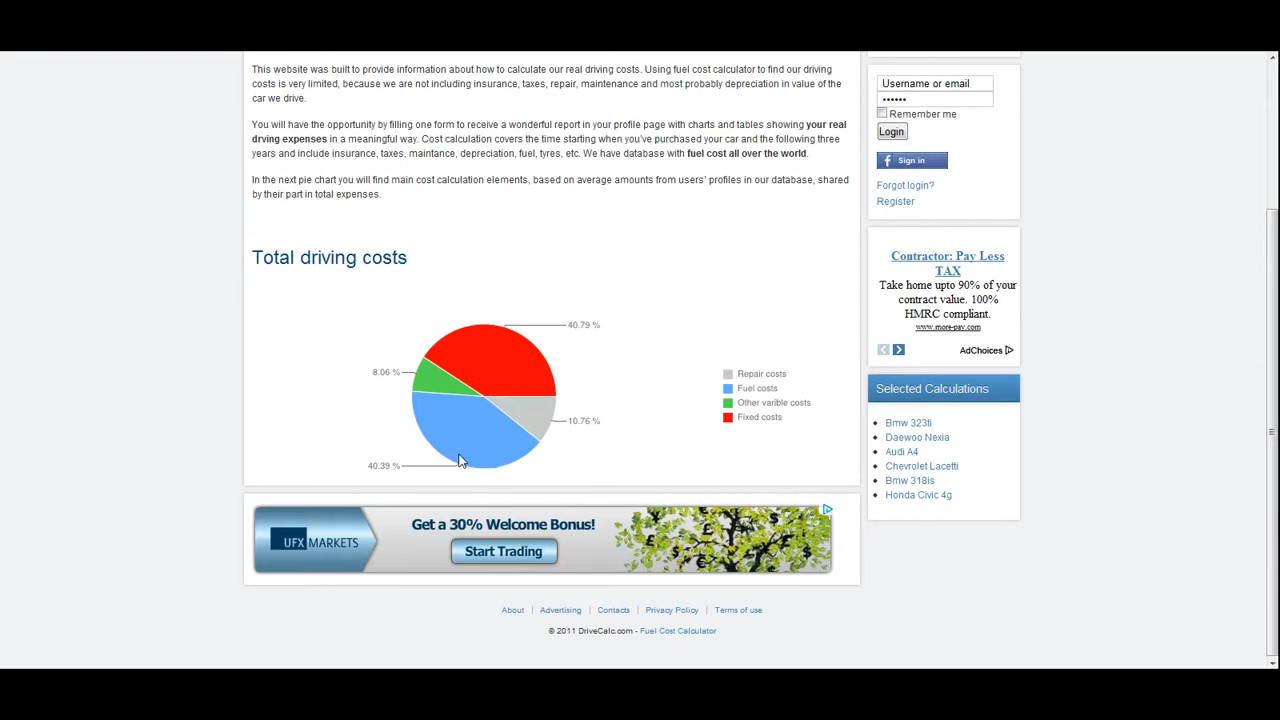 This website was built to provide information about how to calculate our real driving costs. Using fuel cost calculator to find our driving
costs is very limited, because we are not including insurance, taxes, repair, maintenance and most probably depreciation in value of the
car we drive.
You will have the opportunity by filling one form to receive a wonderful report in your profile page with charts and tables showing your real
drving expenses in a meaningful way. Cost calculation covers the time starting when you've purchased your car and the following three
years and include insurance, taxes, maintance, depreciation, fuel, tyres, etc. We have database with fuel cost all over the world.
In the next pie chart you will find main cost calculation elements, based on average amounts from users' profiles in our database, shared
by their part in total expenses.
Total driving costs
40.79 %
8.06 %
10.76 %
40.39 %
Repair costs
Fuel costs
Other varible costs
Fixed costs
UFX MARKETS
Get a 30% Welcome Bonus!
Start Trading
Username or email
••••••
Remember me
Login
f Sign in
Forgot login?
Register
Contractor: Pay Less
TAX
Take home upto 90% of your
contract value. 100%
HMRC compliant.
www.more-pay.com
AdChoices
Selected Calculations
Bmw 323ti
Daewoo Nexia
Audi A4
Chevrolet Lacetti
Bmw 318is
Honda Civic 4g
About | Advertising | Contacts | Privacy Policy | Terms of use
© 2011 DriveCalc.com - Fuel Cost Calculator